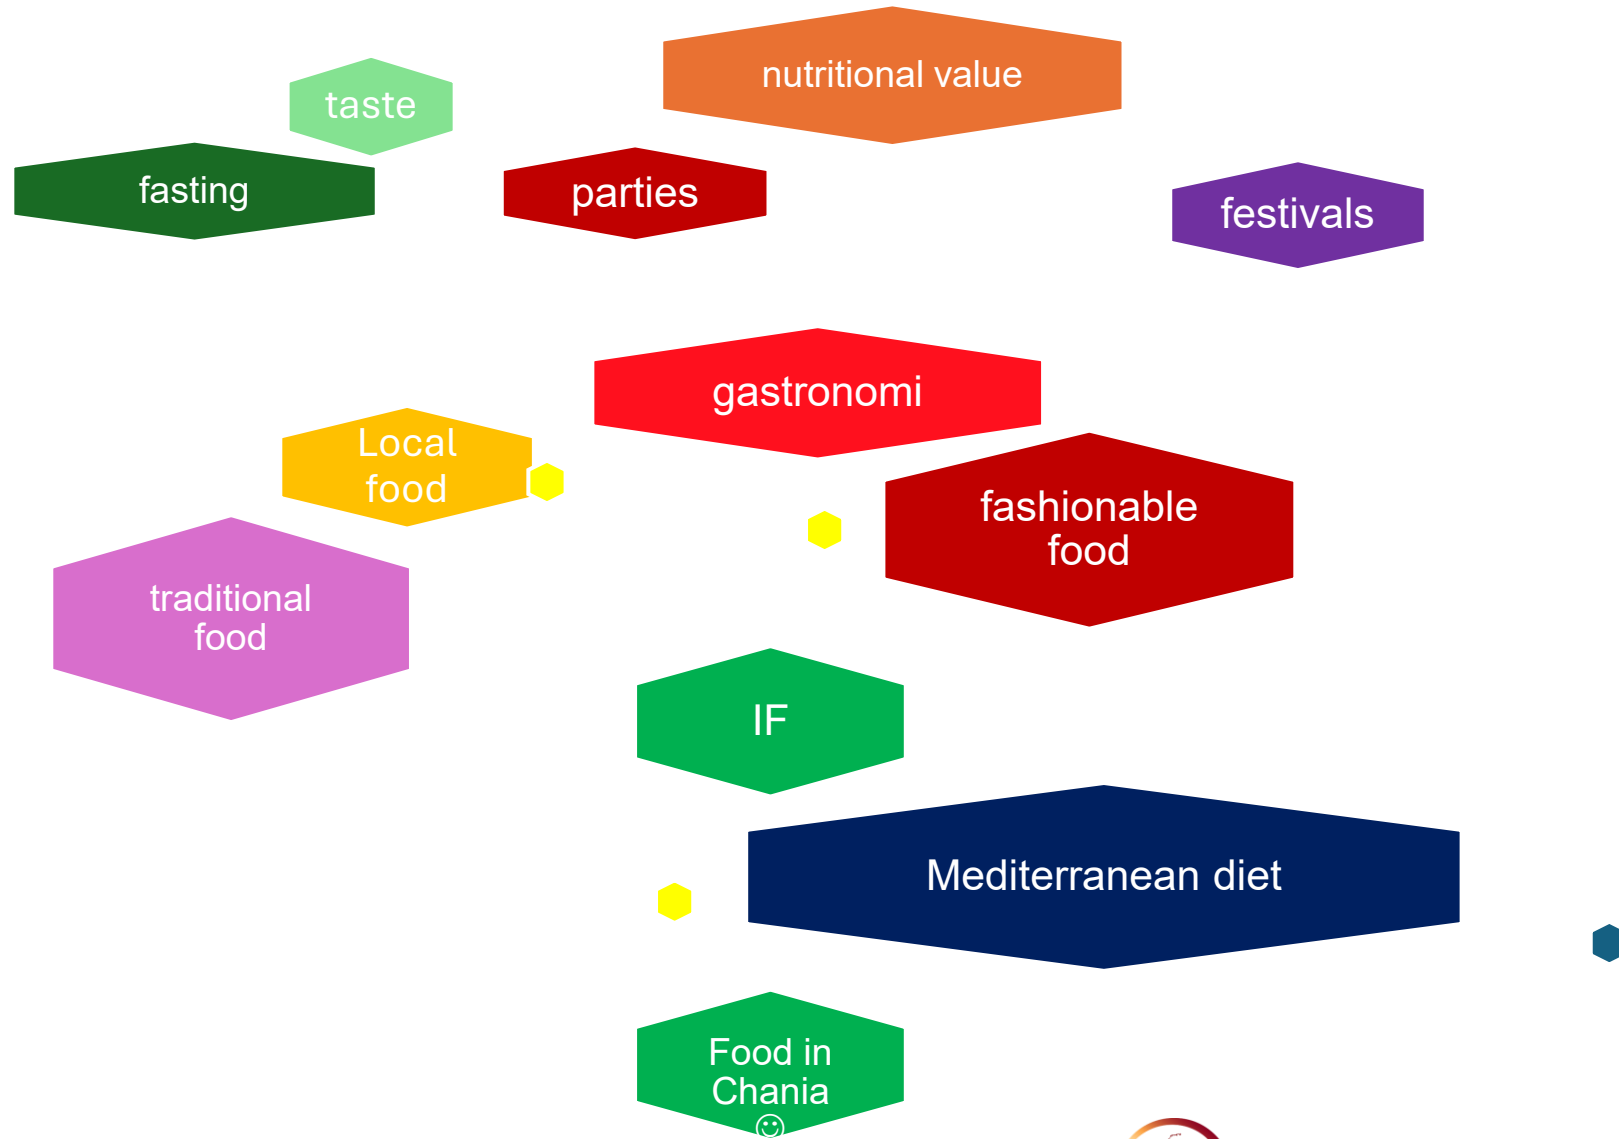 nutritional value
taste
fasting
parties
festivals
gastronomi
Local
food
fashionable
food
traditional
food
IF
Mediterranean diet
Food in
Chania
☺